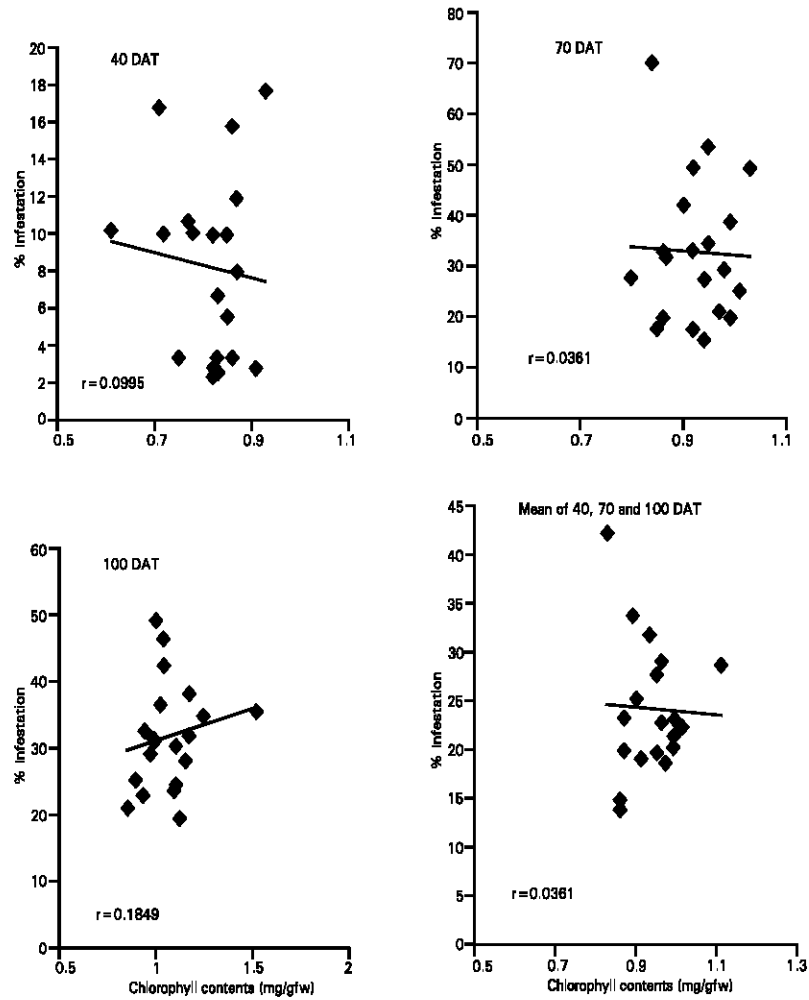 40 DAT
% Infestation
20
18
16
14
12
10
8
6
4
2
0
r=0.0995
0.5 0.7 0.9 1.1
70 DAT
% Infestation
80
70
60
50
40
30
20
10
0
r=0.0361
0.5 0.7 0.9 1.1
100 DAT
% Infestation
60
50
40
30
20
10
0
r=0.1849
0.5 1 1.5 2
Chlorophyll contents (mg/gfw)
Mean of 40, 70 and 100 DAT
% Infestation
45
40
35
30
25
20
15
10
5
0
r=0.0361
0.5 0.7 0.9 1.1 1.3
Chlorophyll contents (mg/gfw)